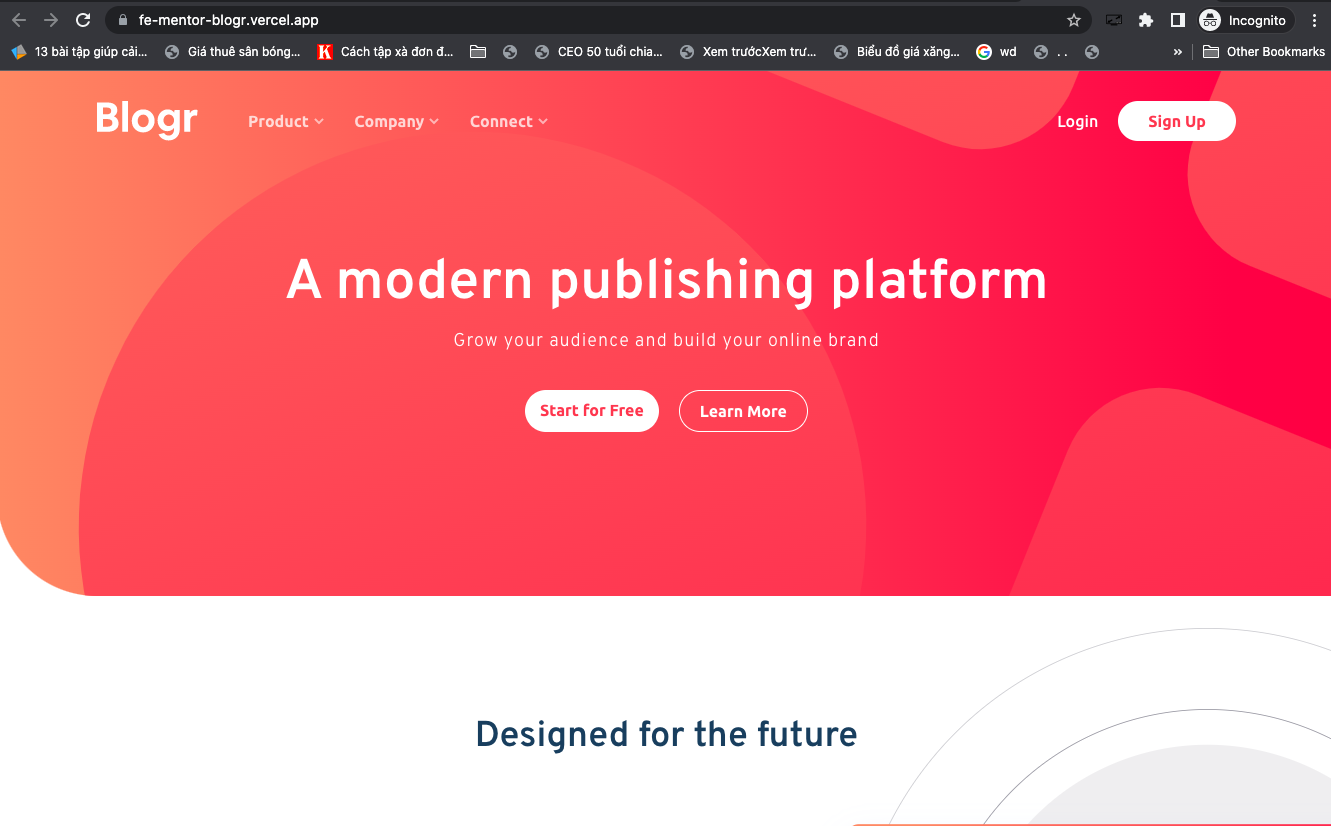 fe-mentor-blogr.vercel.app
Incognito
13 bài tập giúp cải...
Giá thuê sân bóng...
Cách tập xà đơn đ...
CEO 50 tuổi chia...
Xem trướcXem trư...
Biểu đồ giá xăng...
wd
. .
»
Other Bookmarks
Blogr
Product
Company
Connect
Login
Sign Up
A modern publishing platform
Grow your audience and build your online brand
Start for Free
Learn More
Designed for the future